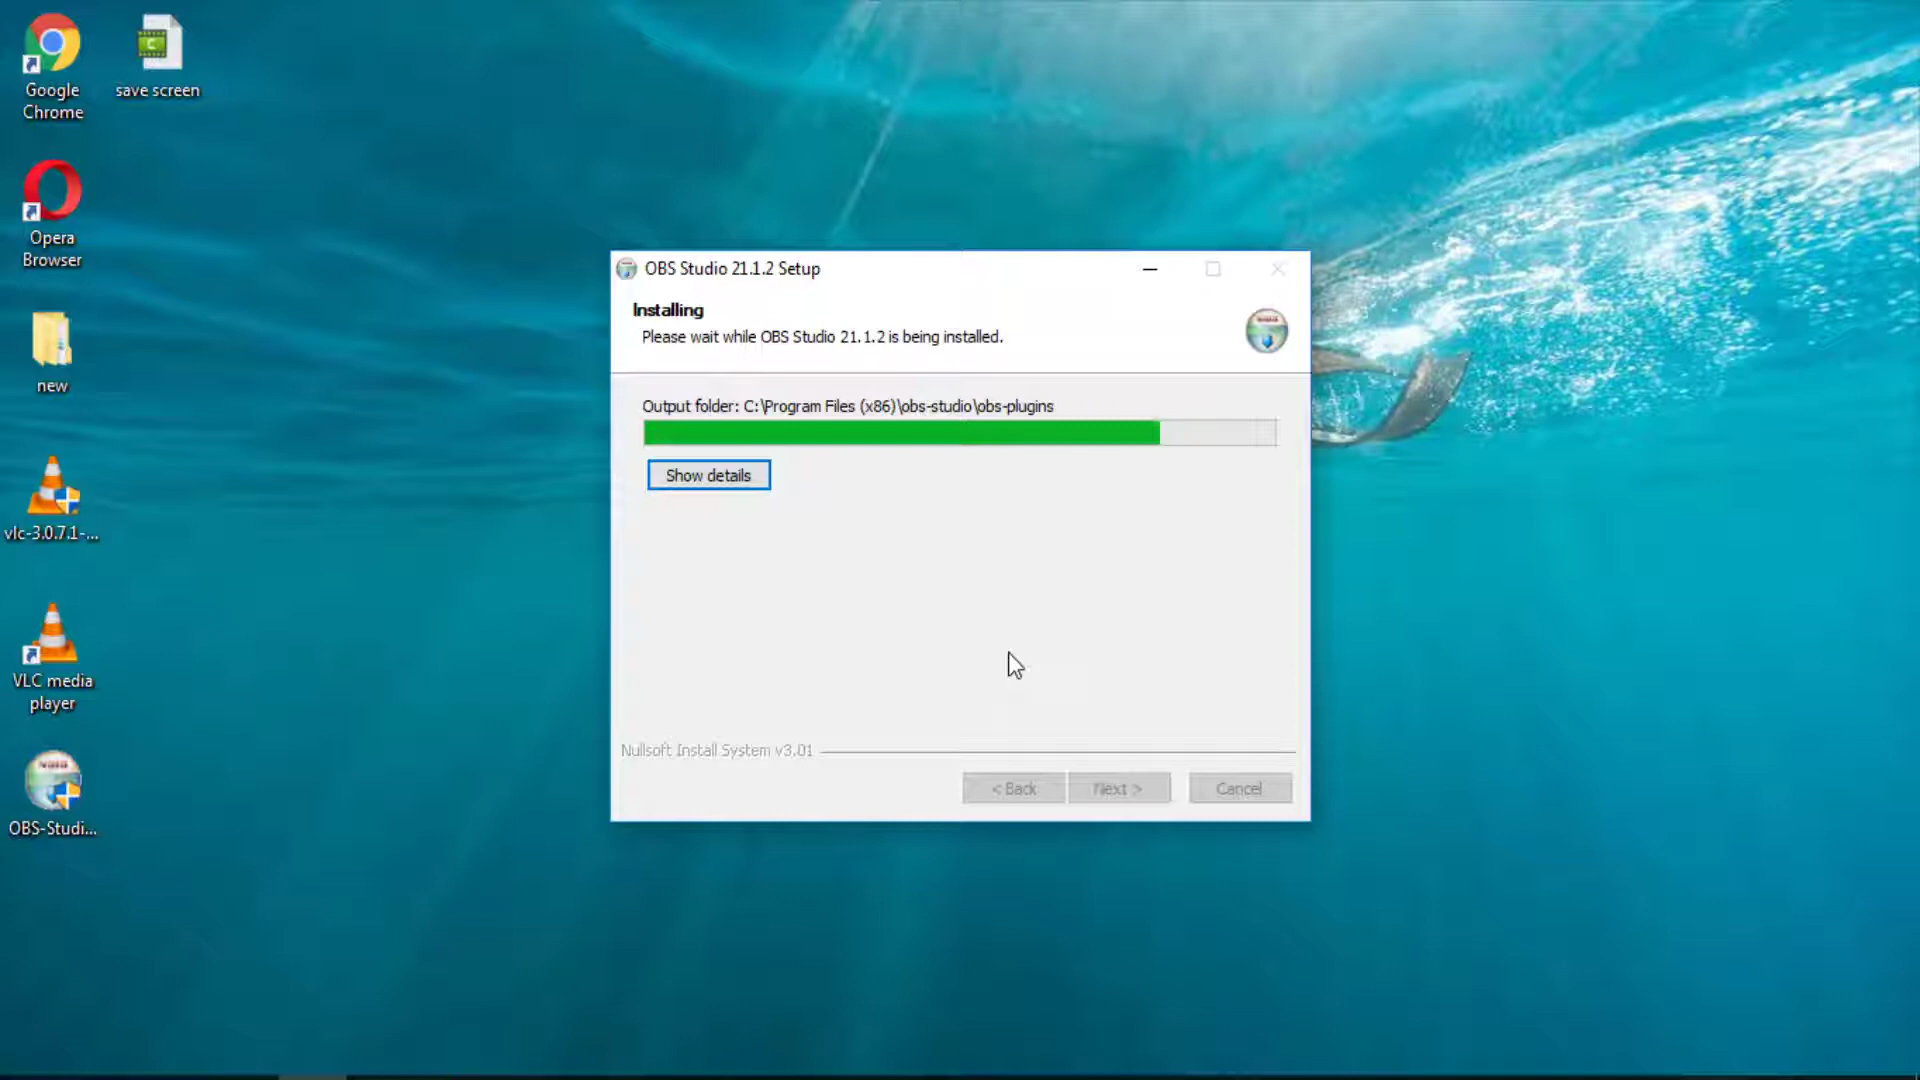 Google
Chrome
save screen
Opera
Browser
new
vlc-3.0.7.1-...
VLC media
player
OBS-Studi...
OBS Studio 21.1.2 Setup
Installing
Please wait while OBS Studio 21.1.2 is being installed.
Output folder: C:\Program Files (x86)\obs-studio\obs-plugins
Show details
Nullsoft Install System v3.01
< Back
Next >
Cancel